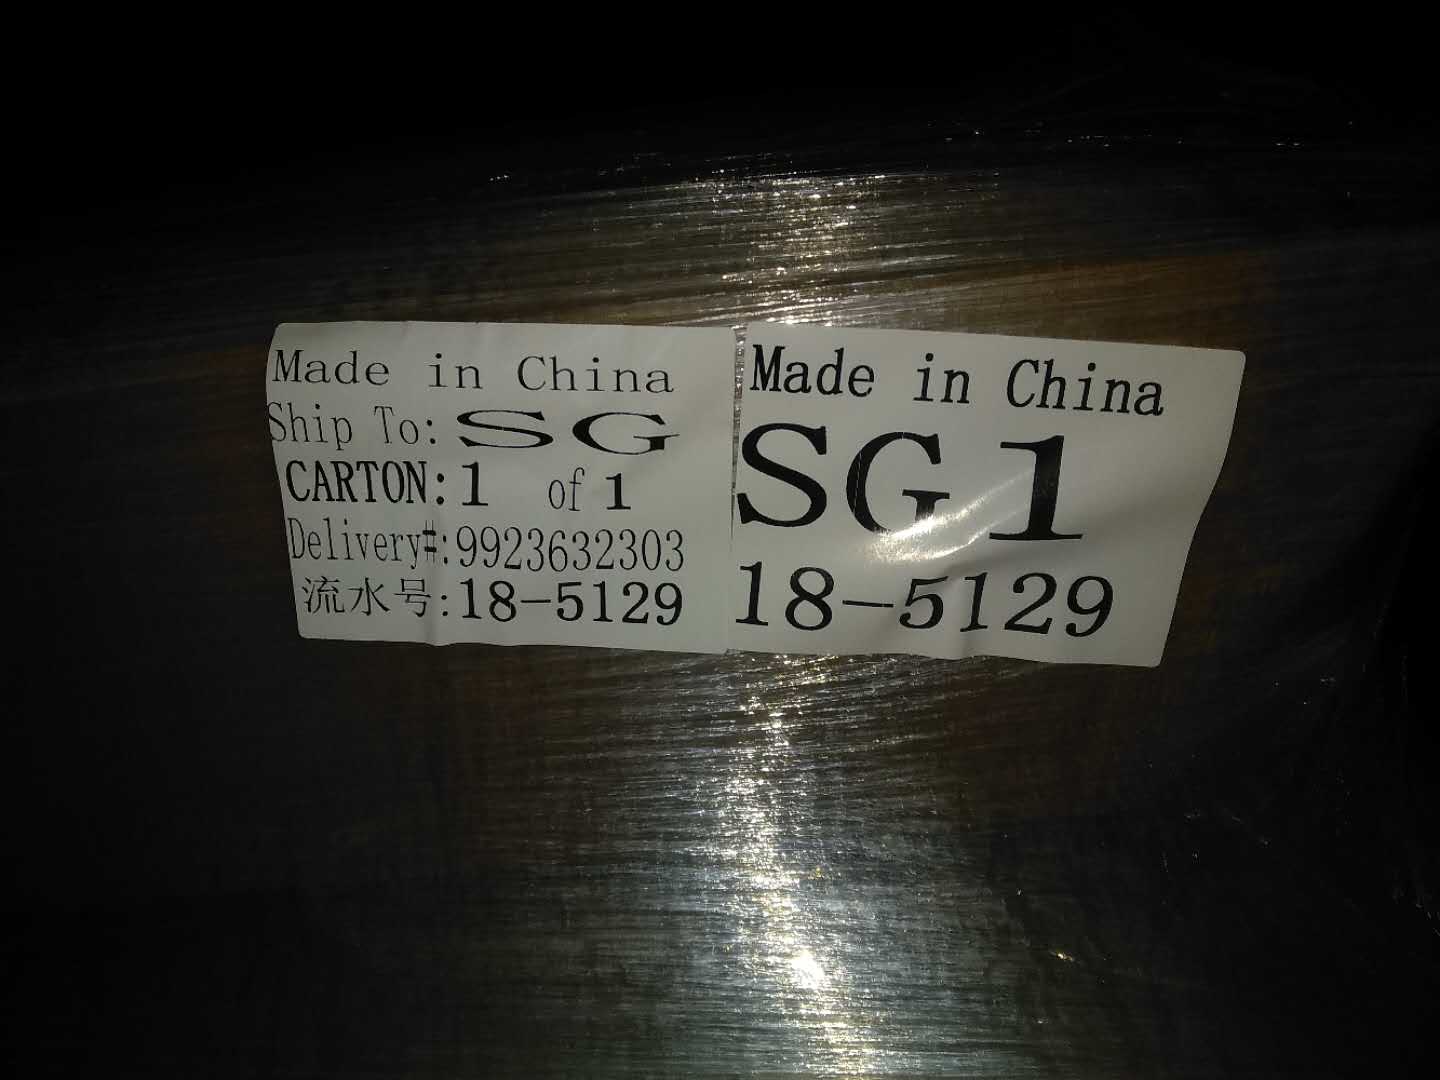 Made in China
Ship To: SG
CARTON: 1 of 1
Delivery#: 9923632303
流水号: 18-5129
Made in China
SG1
18-5129